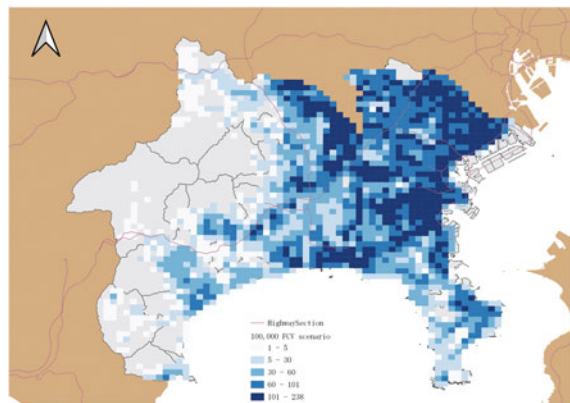 HighwaySection
100,000 FCV scenario
1 - 5
5 - 30
30 - 60
60 - 101
101 - 238